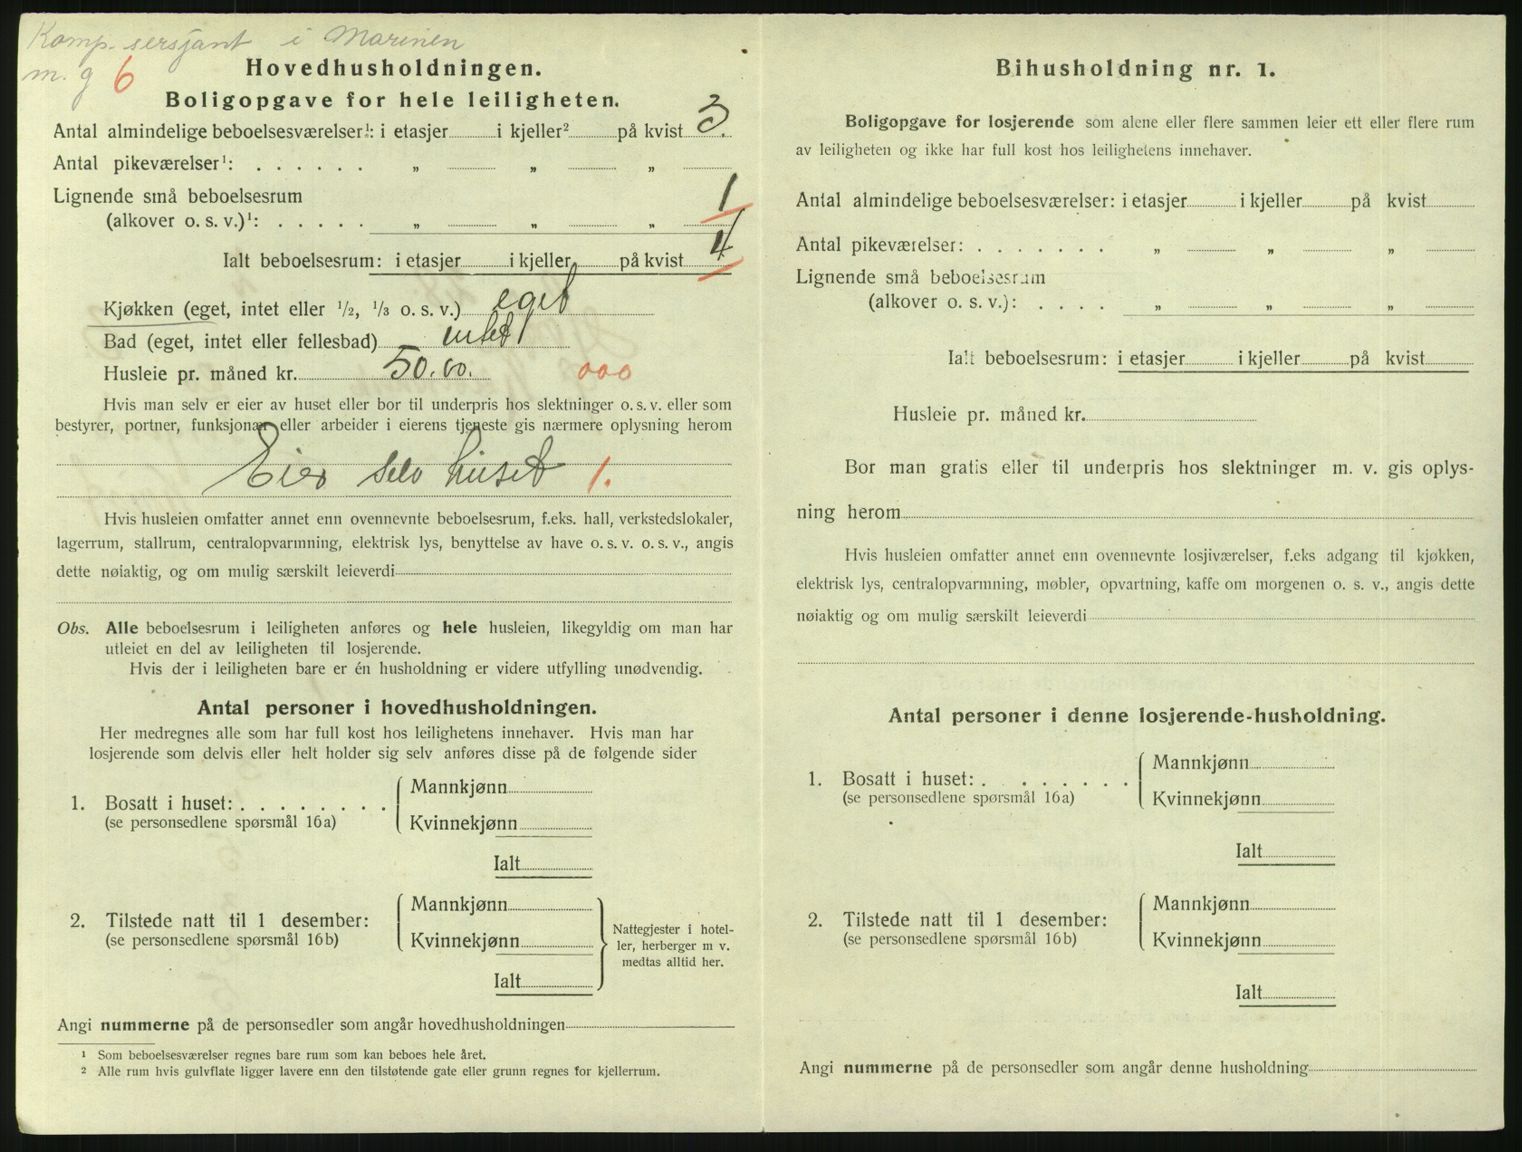 Komp. sersjant i Marinen
m. g 6
Hovedhusholdningen.
Boligopgave for hele leiligheten.
Antal almindelige beboelsesværelser¹: i etasjer i kjeller² på kvist 3.
Antal pikeværelser¹: . . . . . . „ „ „
Lignende små beboelsesrum
(alkover o. s. v.)¹: . . . . . „ „ „ 1
Ialt beboelsesrum: i etasjer i kjeller på kvist 4
Kjøkken (eget, intet eller ¹/₂, ¹/₃ o. s. v.) eget
Bad (eget, intet eller fellesbad) intet
Husleie pr. måned kr. 50.00. 000
Hvis man selv er eier av huset eller bor til underpris hos slektninger o. s. v. eller som
bestyrer, portner, funksjonær eller arbeider i eierens tjeneste gis nærmere oplysning herom
Eier selv huset 1.
Hvis husleien omfatter annet enn ovennevnte beboelsesrum, f.eks. hall, verkstedslokaler,
lagerrum, stallrum, centralopvarmning, elektrisk lys, benyttelse av have o. s. v. o. s. v., angis
dette nøiaktig, og om mulig særskilt leieverdi
Obs. Alle beboelsesrum i leiligheten anføres og hele husleien, likegyldig om man har
utleiet en del av leiligheten til losjerende.
Hvis der i leiligheten bare er én husholdning er videre utfylling unødvendig.
Antal personer i hovedhusholdningen.
Her medregnes alle som har full kost hos leilighetens innehaver. Hvis man har
losjerende som delvis eller helt holder sig selv anføres disse på de følgende sider
1. Bosatt i huset: . . . . . . . .
(se personsedlene spørsmål 16a)
Mannkjønn
Kvinnekjønn
Ialt
2. Tilstede natt til 1 desember:
(se personsedlene spørsmål 16b)
Mannkjønn
Kvinnekjønn
Ialt
Nattegjester i hotel-
ler, herberger m v.
medtas alltid her.
Angi nummerne på de personsedler som angår hovedhusholdningen
¹ Som beboelsesværelser regnes bare rum som kan beboes hele året.
² Alle rum hvis gulvflate ligger lavere enn den tilstøtende gate eller grunn regnes for kjellerrum.
Bihusholdning nr. 1.
Boligopgave for losjerende som alene eller flere sammen leier ett eller flere rum
av leiligheten og ikke har full kost hos leilighetens innehaver.
Antal almindelige beboelsesværelser: i etasjer i kjeller på kvist
Antal pikeværelser: . . . . . . . „ „ „
Lignende små beboelsesrum
(alkover o. s. v.): . . . . „ „ „
Ialt beboelsesrum: i etasjer i kjeller på kvist
Husleie pr. måned kr.
Bor man gratis eller til underpris hos slektninger m. v. gis oplys-
ning herom
Hvis husleien omfatter annet enn ovennevnte losjiværelser, f.eks adgang til kjøkken,
elektrisk lys, centralopvarmning, møbler, opvartning, kaffe om morgenen o. s. v., angis dette
nøiaktig og om mulig særskilt leieverdi
Antal personer i denne losjerende-husholdning.
1. Bosatt i huset: . . . . . . .
(se personsedlene spørsmål 16a)
Mannkjønn
Kvinnekjønn
Ialt
2. Tilstede natt til 1 desember:
(se personsedlene spørsmål 16b)
Mannkjønn
Kvinnekjønn
Ialt
Angi nummerne på de personsedler som angår denne husholdning